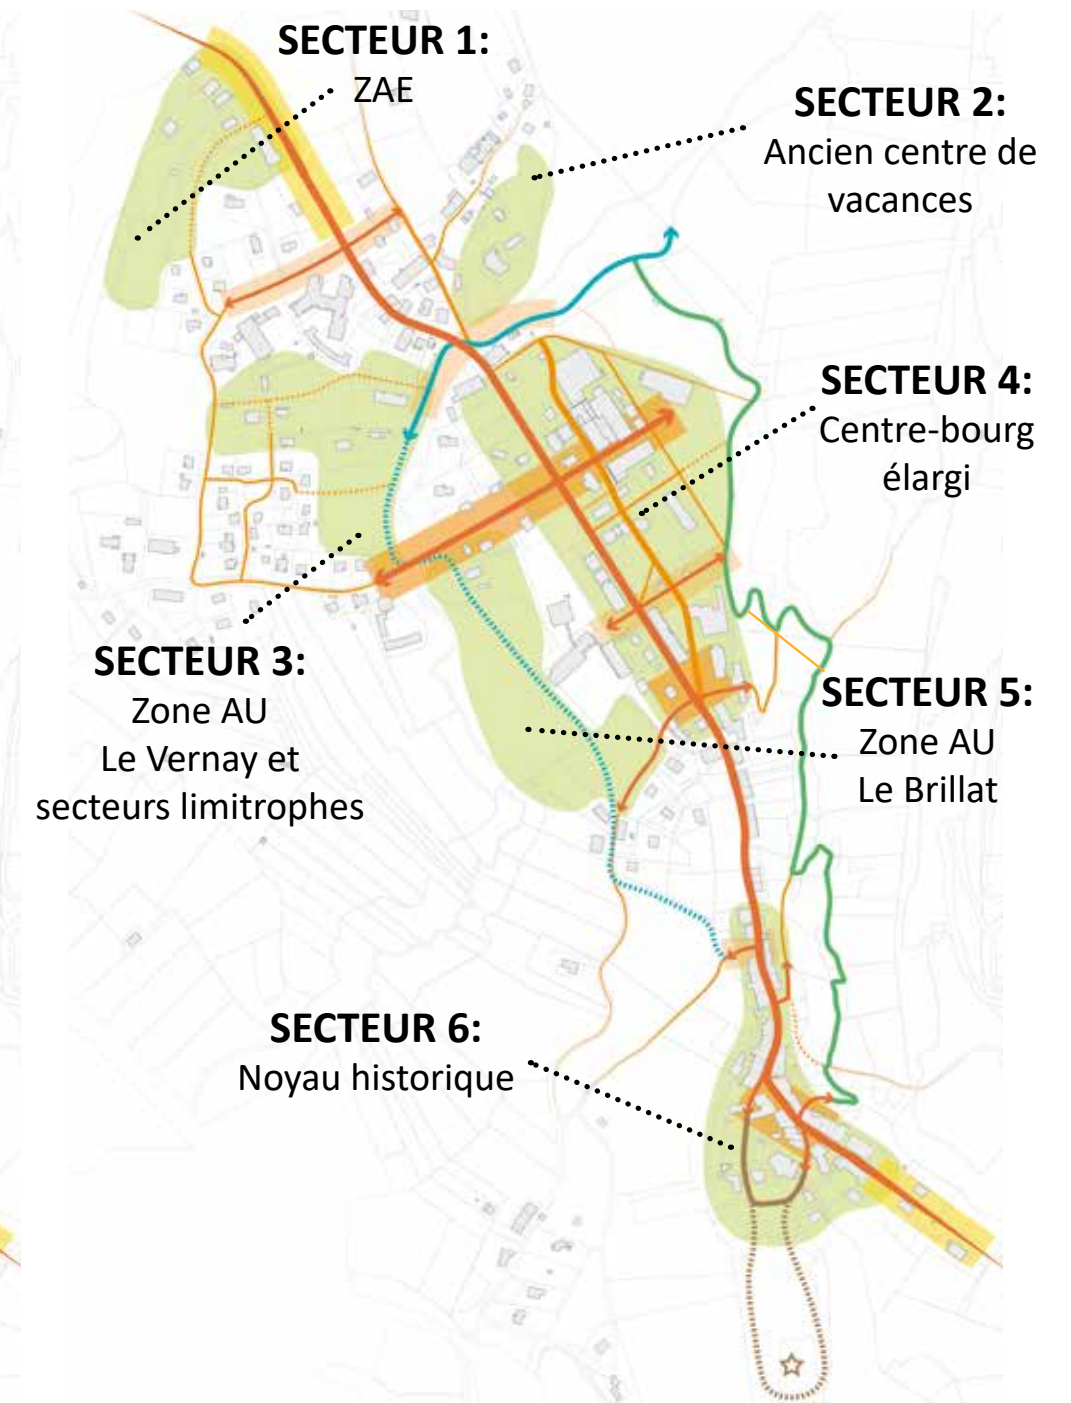 SECTEUR 1:
ZAE
SECTEUR 2:
Ancien centre de
vacances
SECTEUR 4:
Centre-bourg
élargi
SECTEUR 3:
Zone AU
Le Vernay et
secteurs limitrophes
SECTEUR 5:
Zone AU
Le Brillat
SECTEUR 6:
Noyau historique